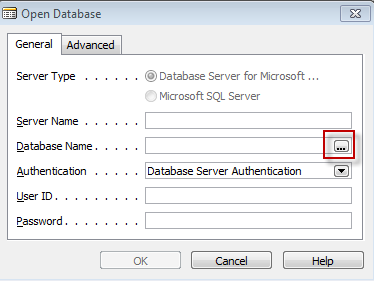 Open Database
General Advanced
Server Type . . . . . . Database Server for Microsoft ...
Microsoft SQL Server
Server Name . . . . . .
Database Name . . . . . ...
Authentication . . . . . Database Server Authentication
User ID . . . . . . . . .
Password . . . . . . . .
OK Cancel Help